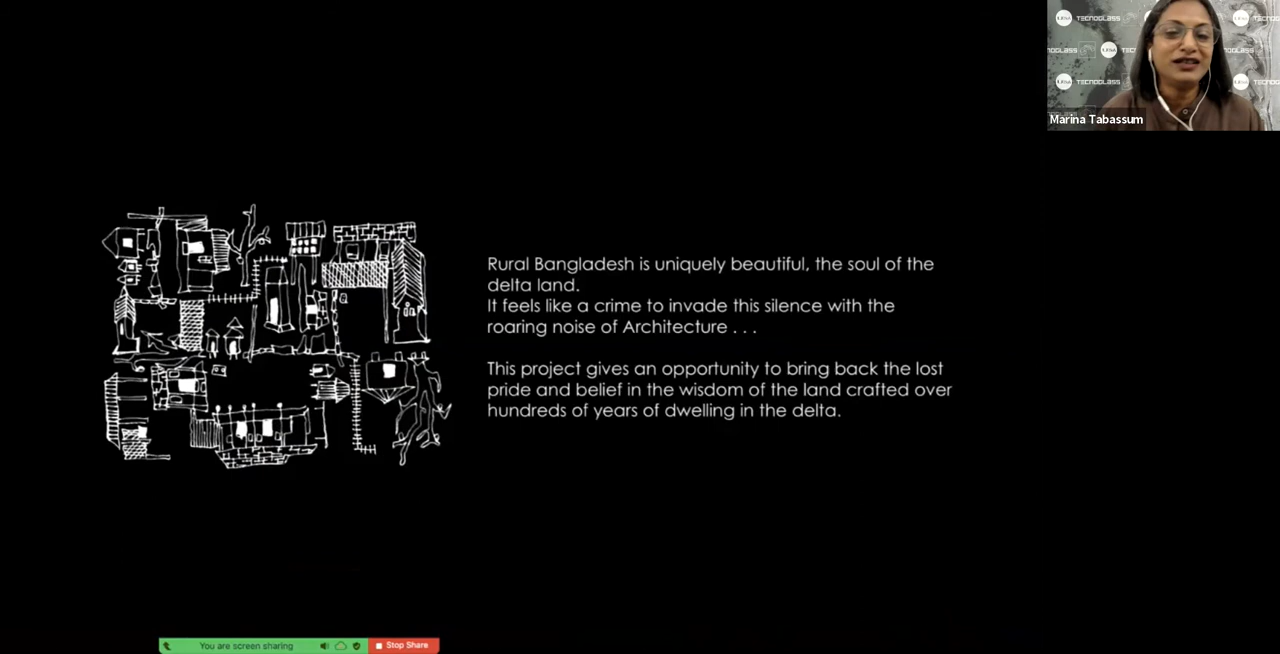 TECNOGLASS
TECNOG
Marina Tabassum
Rural Bangladesh is uniquely beautiful, the soul of the
delta land.
It feels like a crime to invade this silence with the
roaring noise of Architecture . . .
This project gives an opportunity to bring back the lost
pride and belief in the wisdom of the land crafted over
hundreds of years of dwelling in the delta.
You are screen sharing
Stop Share